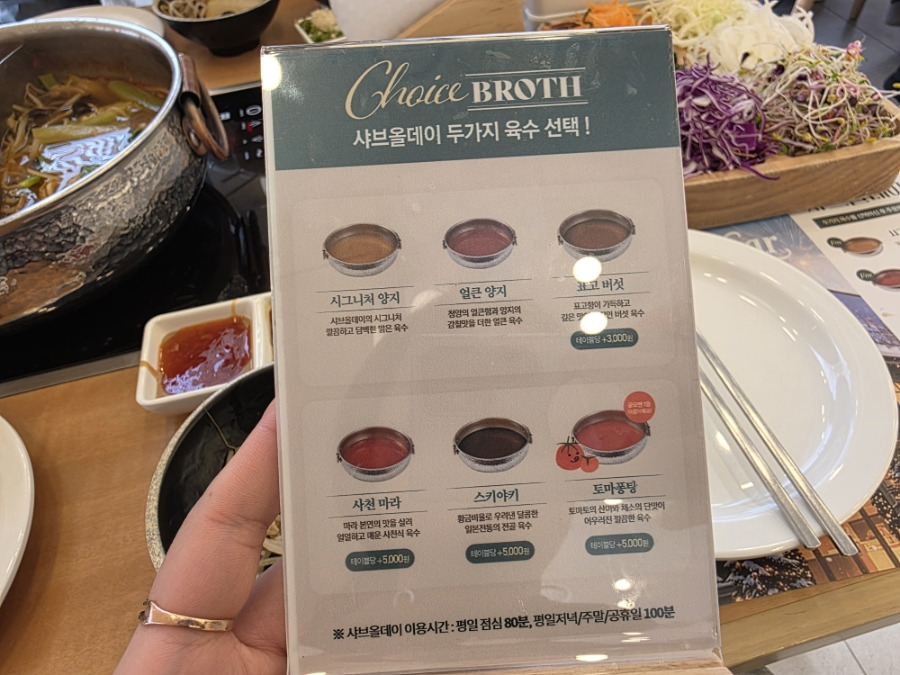 Choice BROTH
샤브올데이 두가지 육수 선택 !
시그니처 양지
샤브올데이의 시그니처
깔끔하고 담백한 맑은 육수
얼큰 양지
청양의 얼큰함과 양지의
감칠맛을 더한 얼큰 육수
표고 버섯
표고향이 가득하고
깊은 버섯 육수
테이블당 +3,000원
사천 마라
마라 본연의 맛을 살려
얼얼하고 매운 사천식 육수
테이블당 +5,000원
스키야키
황금비율로 우려낸 달콤한
일본전통의 전골 육수
테이블당 +5,000원
토마퐁탕
토마토의 산미와 채소의 단맛이
어우러진 깔끔한 육수
테이블당 +5,000원
※ 샤브올데이 이용시간 : 평일 점심 80분, 평일저녁/주말/공휴일 100분